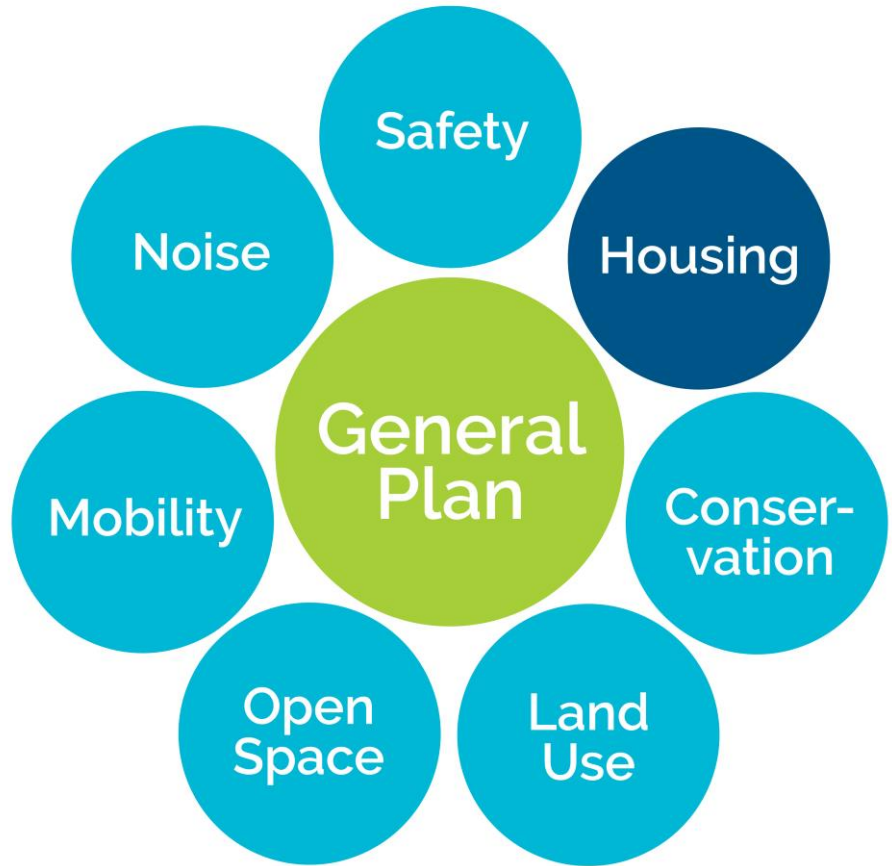 Safety
Noise
Housing
General
Plan
Mobility
Conser-
vation
Open
Space
Land
Use